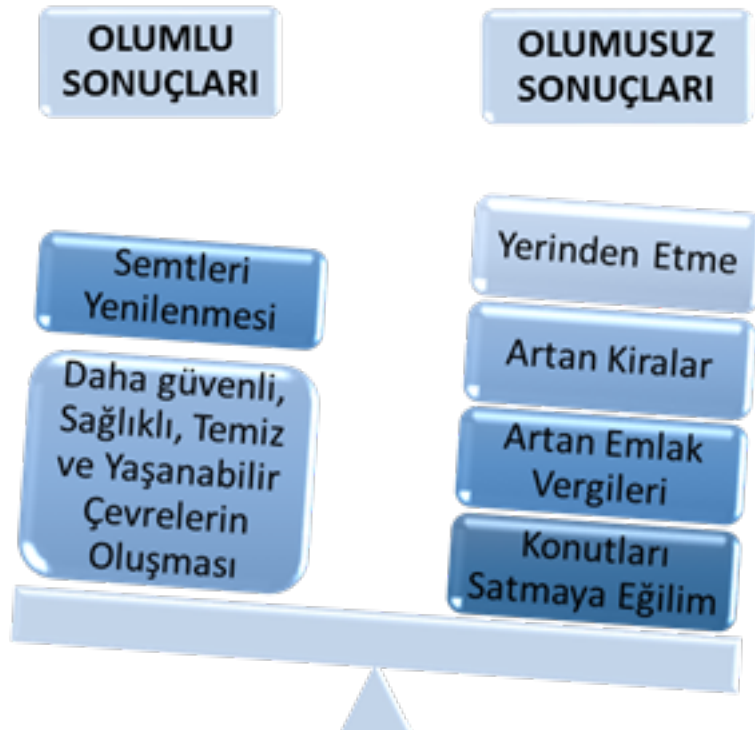 OLUMLU
SONUÇLARI
Semtleri
Yenilenmesi
Daha güvenli,
Sağlıklı, Temiz
ve Yaşanabilir
Çevrelerin
Oluşması
OLUMUSUZ
SONUÇLARI
Yerinden Etme
Artan Kiralar
Artan Emlak
Vergileri
Konutları
Satmaya Eğilim